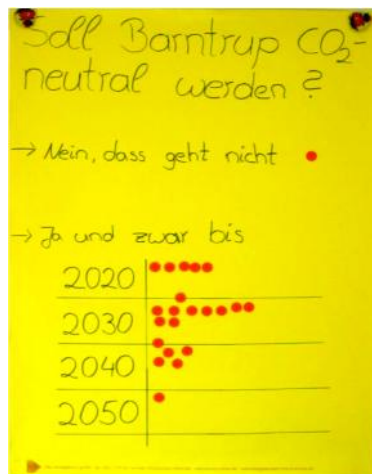 Soll Barntrup CO₂-
neutral werden?
→ Nein, dass geht nicht
→ Ja und zwar bis
2020
2030
2040
2050